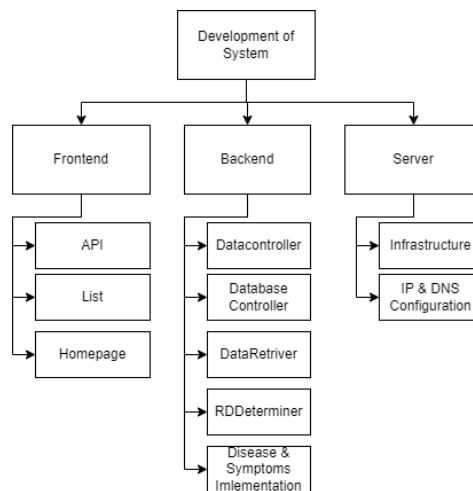 Development of
System
Frontend
Backend
Server
API
List
Homepage
Datacontroller
Database
Controller
DataRetriver
RDDeterminer
Disease &
Symptoms
Imlementation
Infrastructure
IP & DNS
Configuration